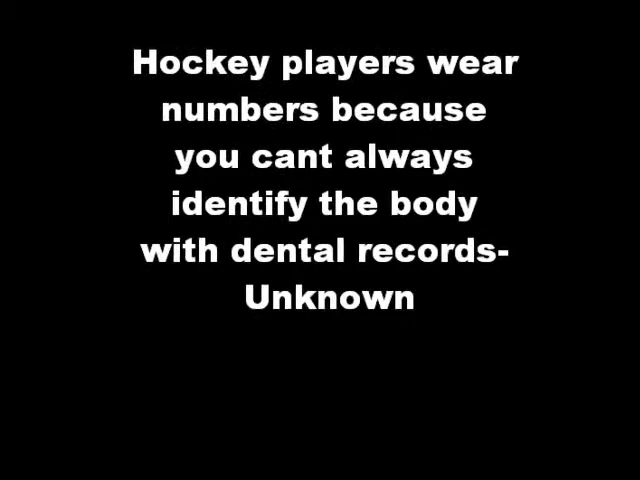 Hockey players wear
numbers because
you cant always
identify the body
with dental records-
Unknown